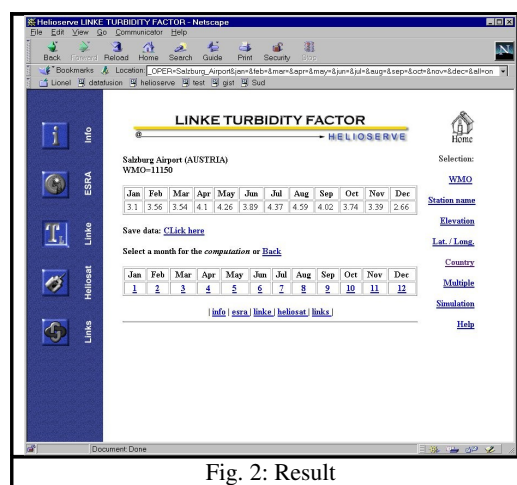 Helioserve LINKE TURBIDITY FACTOR - Netscape
File Edit View Go Communicator Help
Back Forward Reload Home Search Guide Print Security Stop
N
Bookmarks Location: _OPER=Salzburg_Airport&jan=&feb=&mar=&apr=&may=&jun=&jul=&aug=&sep=&oct=&nov=&dec=&all=on
Lionel datafusion helioserve test gist Sud
Info
ESRA
Linke
Heliosat
Links
LINKE TURBIDITY FACTOR
@ HELIOSERVE
Home
Salzburg Airport (AUSTRIA)
WMO=11150
Jan Feb Mar Apr May Jun Jul Aug Sep Oct Nov Dec
3.1 3.56 3.54 4.1 4.26 3.89 4.37 4.59 4.02 3.74 3.39 2.66
Save data: CLick here
Select a month for the computation or Back
Jan Feb Mar Apr May Jun Jul Aug Sep Oct Nov Dec
1 2 3 4 5 6 7 8 9 10 11 12
| info | esra | linke | heliosat | links |
Selection:
WMO
Station name
Elevation
Lat. / Long.
Country
Multiple
Simulation
Help
Document: Done
Fig. 2: Result